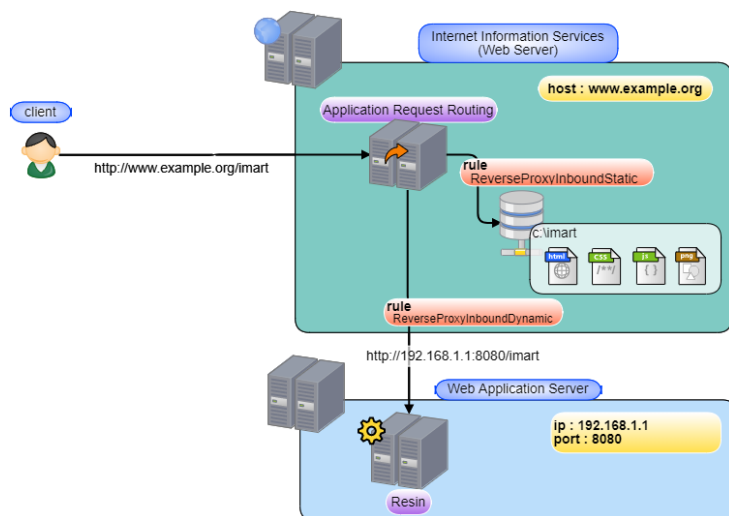 Internet Information Services
(Web Server)
host : www.example.org
client
Application Request Routing
http://www.example.org/imart
rule
ReverseProxyInboundStatic
c:\imart
html
CSS
/**/
js
{ }
png
rule
ReverseProxyInboundDynamic
http://192.168.1.1:8080/imart
Web Application Server
ip : 192.168.1.1
port : 8080
Resin